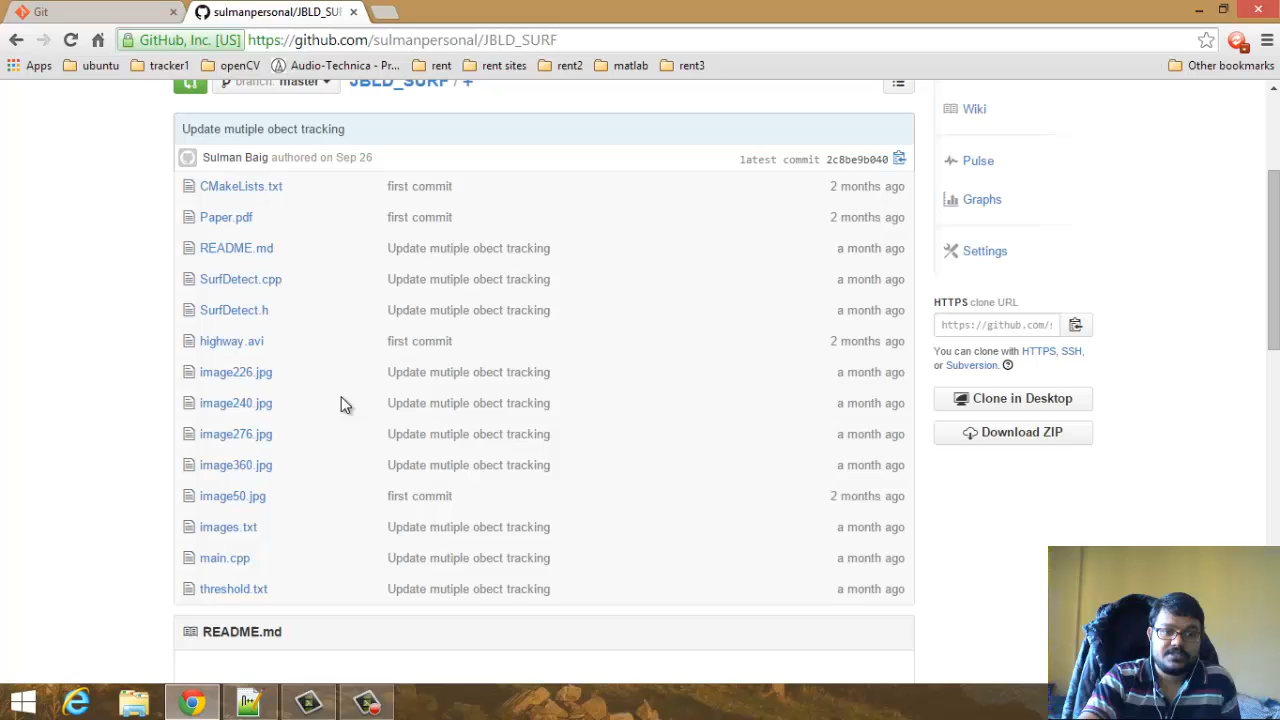 Git
sulmanpersonal/JBLD_SUR
GitHub, Inc. [US] https://github.com/sulmanpersonal/JBLD_SURF
Apps ubuntu tracker1 openCV Audio-Technica - Pr... rent rent sites rent2 matlab rent3 Other bookmarks
branch: master JBLD_SURF / +
Update mutiple obect tracking
Sulman Baig authored on Sep 26 latest commit 2c8be9b040
CMakeLists.txt first commit 2 months ago
Paper.pdf first commit 2 months ago
README.md Update mutiple obect tracking a month ago
SurfDetect.cpp Update mutiple obect tracking a month ago
SurfDetect.h Update mutiple obect tracking a month ago
highway.avi first commit 2 months ago
image226.jpg Update mutiple obect tracking a month ago
image240.jpg Update mutiple obect tracking a month ago
image276.jpg Update mutiple obect tracking a month ago
image360.jpg Update mutiple obect tracking a month ago
image50.jpg first commit 2 months ago
images.txt Update mutiple obect tracking a month ago
main.cpp Update mutiple obect tracking a month ago
threshold.txt Update mutiple obect tracking a month ago
README.md
Wiki
Pulse
Graphs
Settings
HTTPS clone URL
https://github.com/s
You can clone with HTTPS, SSH,
or Subversion.
Clone in Desktop
Download ZIP